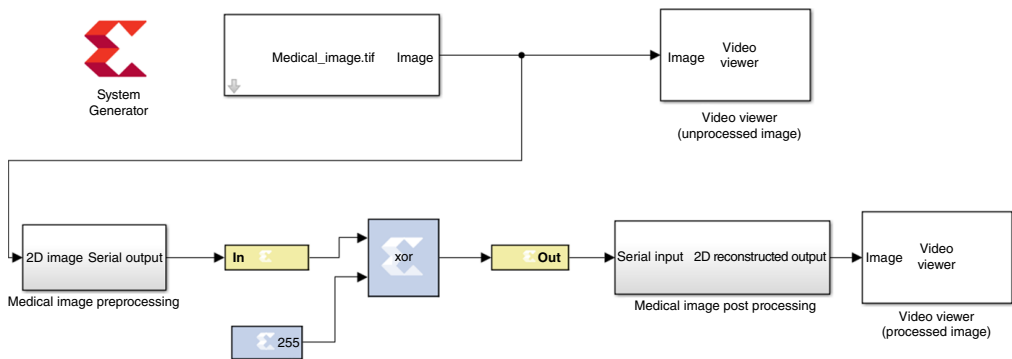 System
Generator
Medical_image.tif Image
Image Video
viewer
Video viewer
(unprocessed image)
2D image Serial output
Medical image preprocessing
In
xor
255
Out
Serial input 2D reconstructed output
Medical image post processing
Image Video
viewer
Video viewer
(processed image)